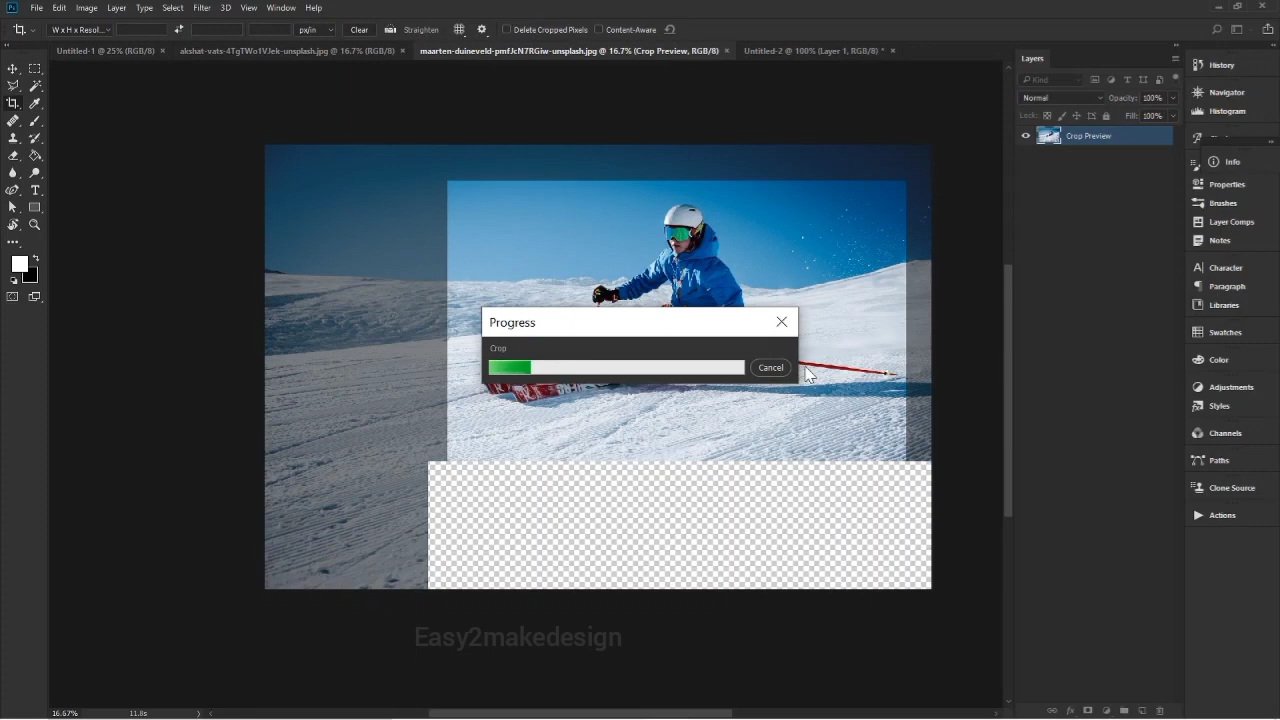 Ps File Edit Image Layer Type Select Filter 3D View Window Help
W x H x Resol... px/in Clear Straighten Delete Cropped Pixels Content-Aware
Untitled-1 @ 25% (RGB/8) × akshat-vats-4TgTWo1VJek-unsplash.jpg @ 16.7% (RGB/8) × maarten-duineveld-pmfJcN7RGiw-unsplash.jpg @ 16.7% (Crop Preview, RGB/8) × Untitled-2 @ 100% (Layer 1, RGB/8) * ×
Layers
Kind
Normal Opacity: 100%
Lock: Fill: 100%
Crop Preview
History
Navigator
Histogram
Info
Properties
Brushes
Layer Comps
Notes
Character
Paragraph
Libraries
Swatches
Color
Adjustments
Styles
Channels
Paths
Clone Source
Actions
Progress
Crop
Cancel
Easy2makedesign
16.67% 11.8s